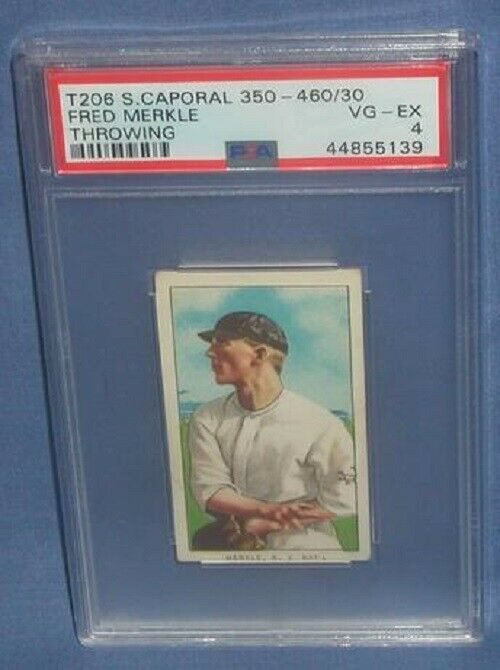 T206 S.CAPORAL 350-460/30
FRED MERKLE VG-EX
THROWING 4
PSA 44855139
MERKLE, N. Y. NAT'L